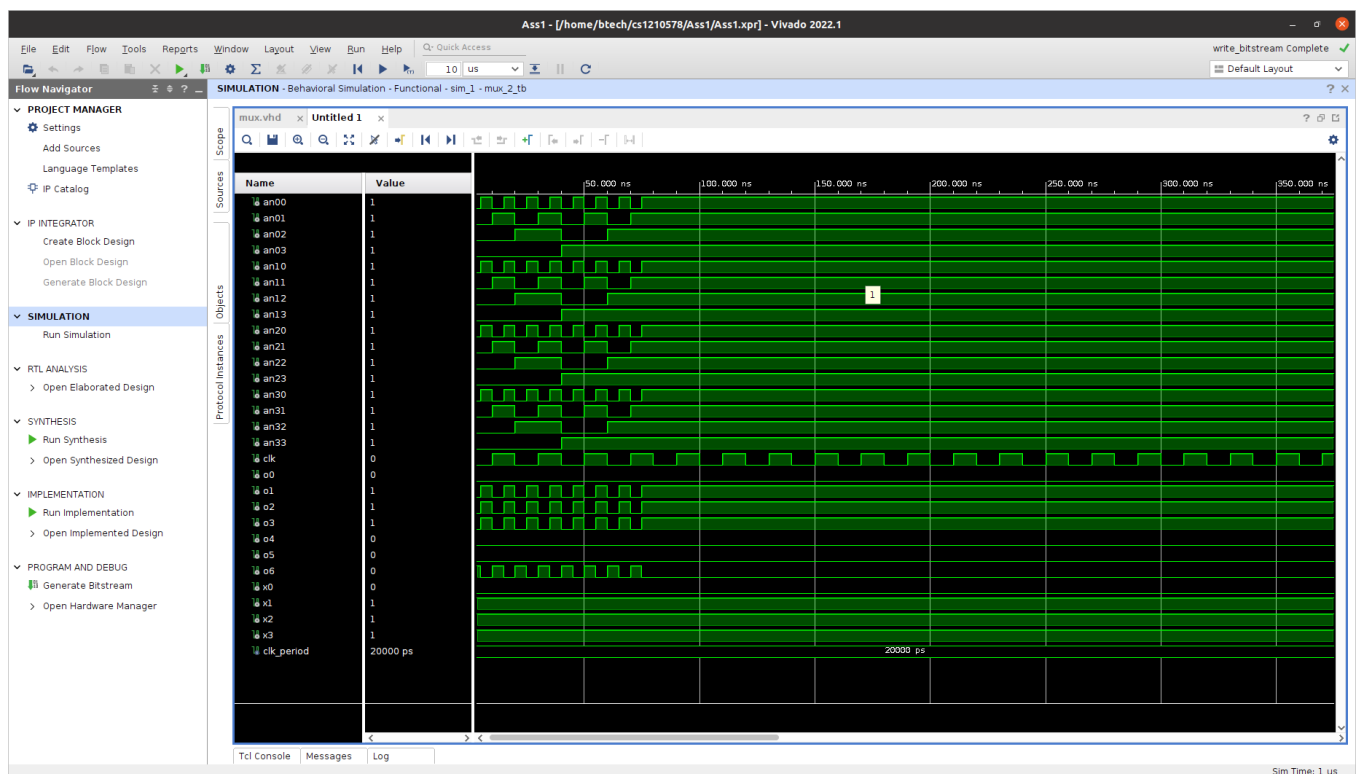 Ass1 - [/home/btech/cs1210578/Ass1/Ass1.xpr] - Vivado 2022.1
File Edit Flow Tools Reports Window Layout View Run Help Q- Quick Access
write_bitstream Complete
10 us
Default Layout
Flow Navigator
SIMULATION - Behavioral Simulation - Functional - sim_1 - mux_2_tb
PROJECT MANAGER
Settings
Add Sources
Language Templates
IP Catalog
IP INTEGRATOR
Create Block Design
Open Block Design
Generate Block Design
SIMULATION
Run Simulation
RTL ANALYSIS
Open Elaborated Design
SYNTHESIS
Run Synthesis
Open Synthesized Design
IMPLEMENTATION
Run Implementation
Open Implemented Design
PROGRAM AND DEBUG
Generate Bitstream
Open Hardware Manager
Scope
Sources
Objects
Protocol Instances
mux.vhd Untitled 1
Name Value
50.000 ns 100.000 ns 150.000 ns 200.000 ns 250.000 ns 300.000 ns 350.000 ns
an00 1
an01 1
an02 1
an03 1
an10 1
an11 1
an12 1
1
an13 1
an20 1
an21 1
an22 1
an23 1
an30 1
an31 1
an32 1
an33 1
clk 0
o0 0
o1 1
o2 1
o3 1
o4 0
o5 0
o6 0
x0 0
x1 1
x2 1
x3 1
clk_period 20000 ps 20000 ps
Tcl Console Messages Log
Sim Time: 1 us